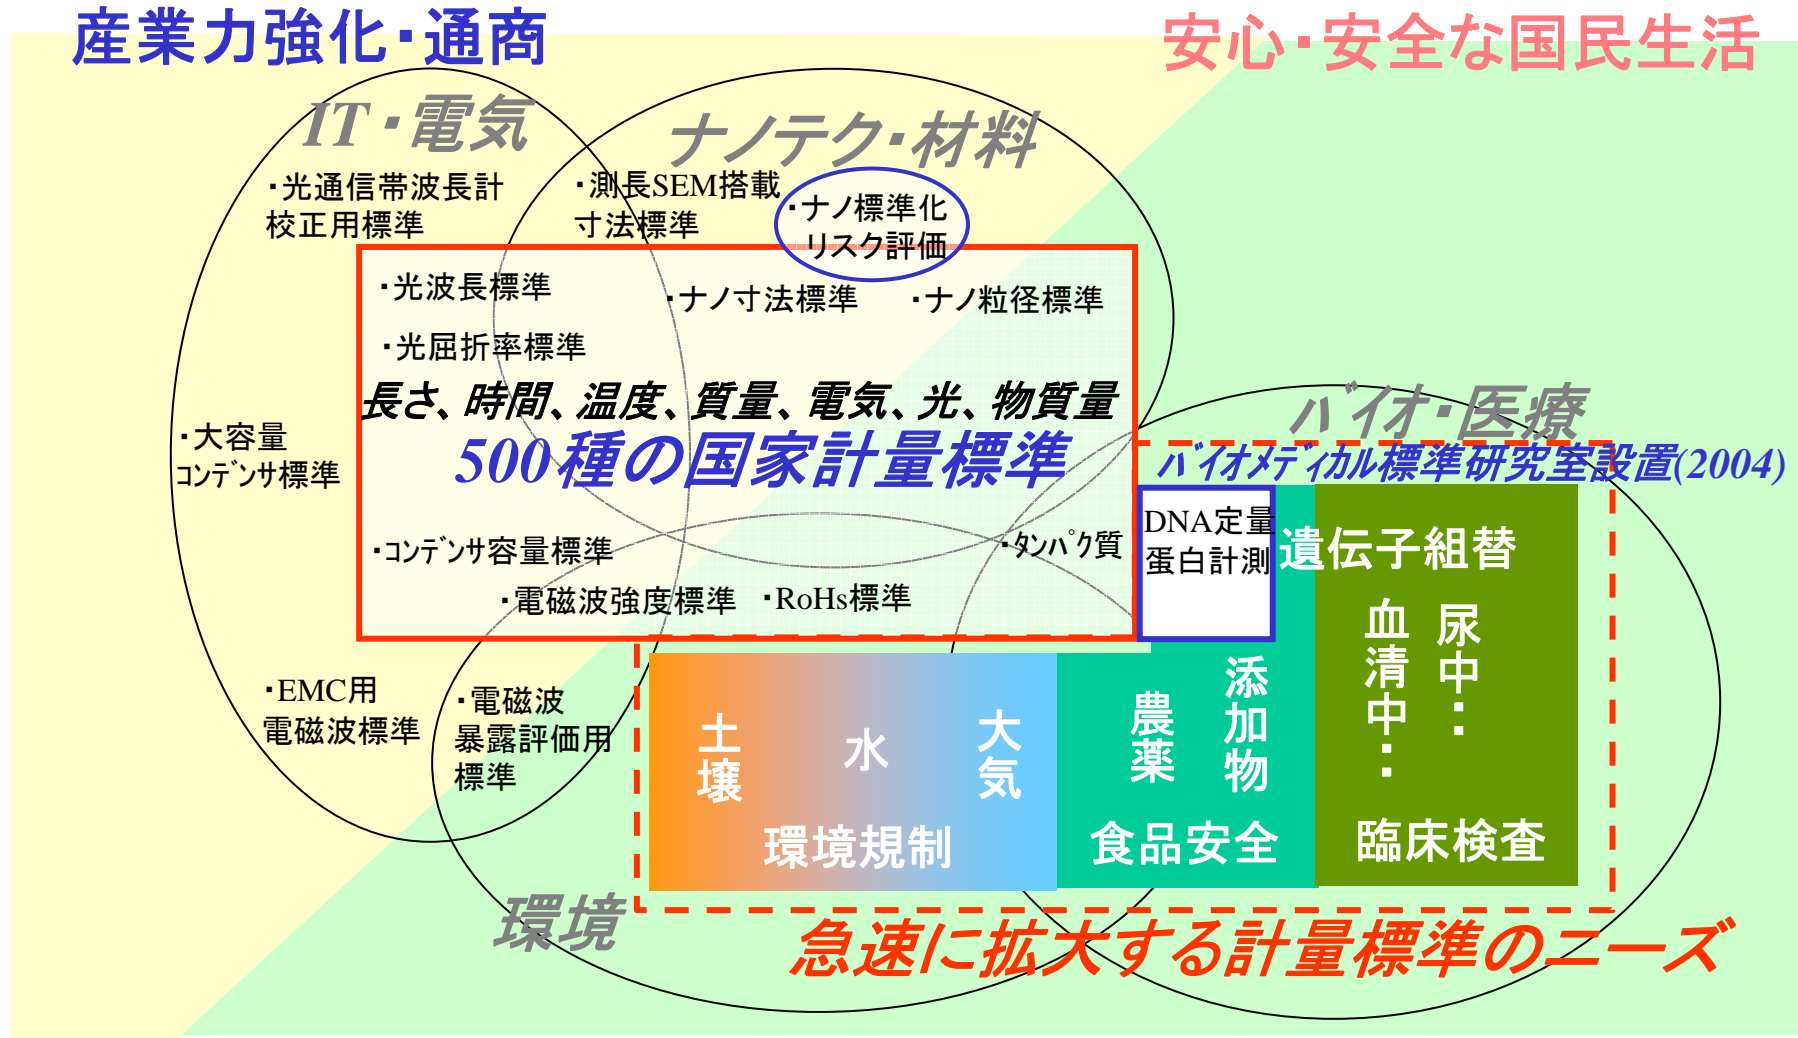 産業力強化・通商
安心・安全な国民生活
IT・電気
ナノテク・材料
・光通信帯波長計
校正用標準
・測長SEM搭載
寸法標準
・ナノ標準化
リスク評価
・光波長標準
・ナノ寸法標準
・ナノ粒径標準
・光屈折率標準
長さ、時間、温度、質量、電気、光、物質量
500種の国家計量標準
バイオ・医療
バイオメディカル標準研究室設置(2004)
・大容量
コンデンサ標準
DNA定量
蛋白計測
遺伝子組替
・コンデンサ容量標準
・タンパク質
・電磁波強度標準
・RoHs標準
血清中・・
尿中・・
・EMC用
電磁波標準
・電磁波
暴露評価用
標準
土壌
水
大気
農薬
添加物
環境規制
食品安全
臨床検査
環境
急速に拡大する計量標準のニーズ